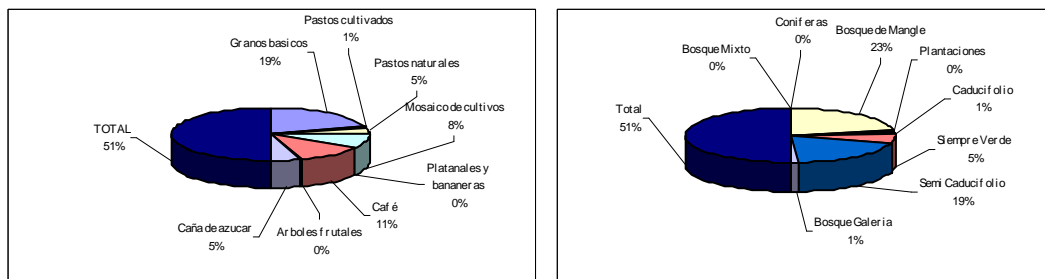 Pastos cultivados
1%
Granos basicos
19%
Pastos naturales
5%
Mosaico de cultivos
8%
TOTAL
51%
Platanales y
bananeras
0%
Café
11%
Caña de azucar
5%
Arboles frutales
0%
Coniferas
0%
Bosque de Mangle
23%
Bosque Mixto
0%
Plantaciones
0%
Caducifolio
1%
Total
51%
Siempre Verde
5%
Semi Caducifolio
19%
Bosque Galeria
1%